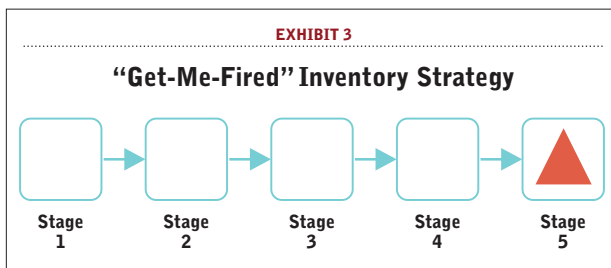 EXHIBIT 3
“Get-Me-Fired” Inventory Strategy
Stage Stage Stage Stage Stage
1 2 3 4 5